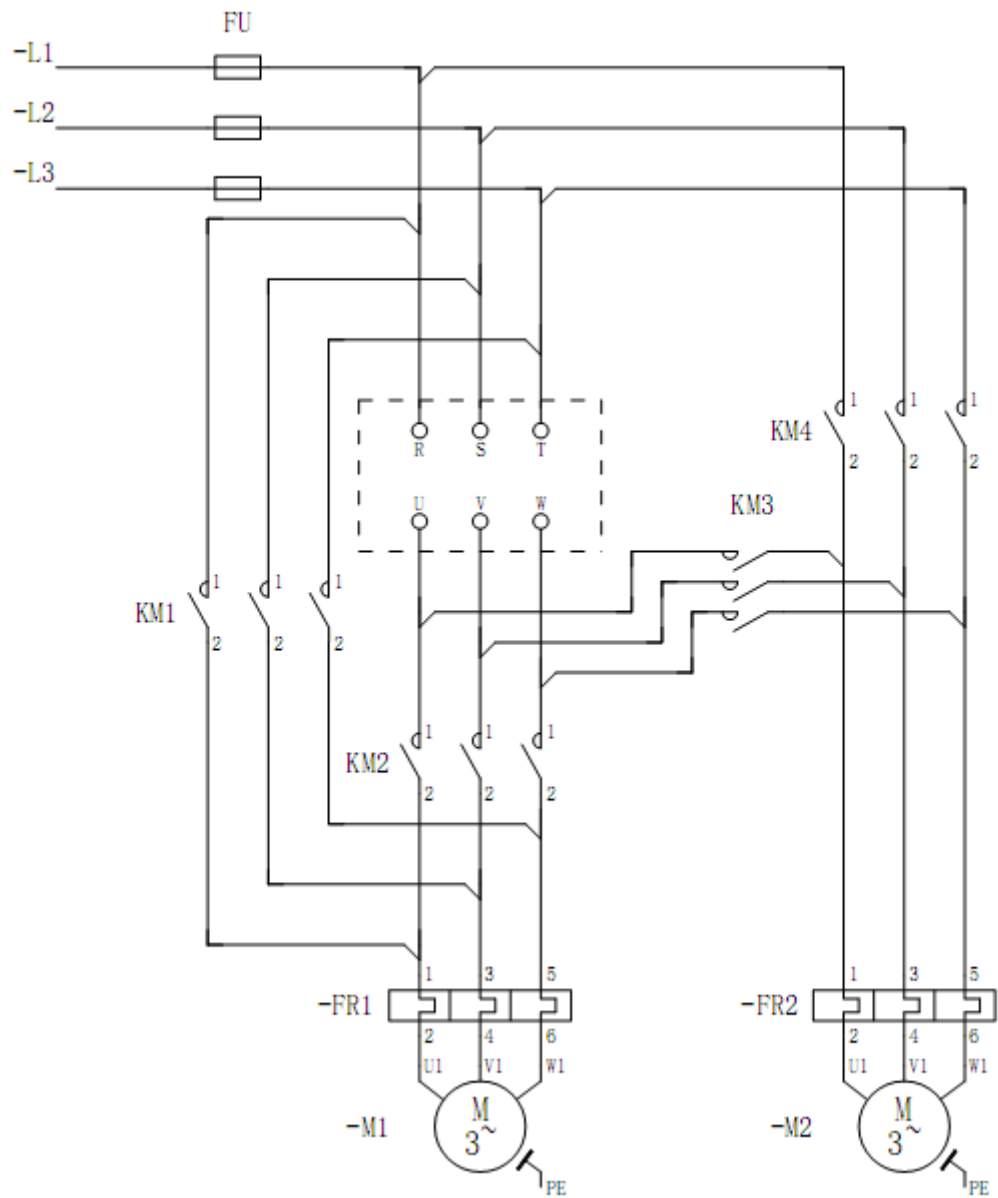 FU
-L1
-L2
-L3
R S T
U V W
KM4
1 1 1
2 2 2
KM3
KM1
1 1 1
2 2 2
KM2
1 1 1
2 2 2
-FR1
1 3 5
2 4 6
U1 V1 W1
-FR2
1 3 5
2 4 6
U1 V1 W1
-M1
M
3~
PE
-M2
M
3~
PE